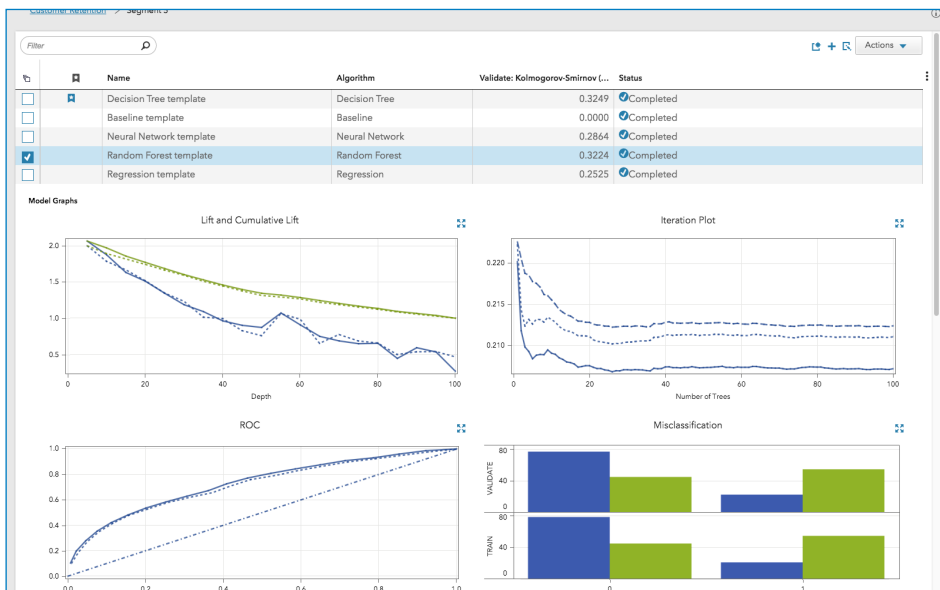 Customer Retention > Segment 5
Filter
Actions
Name Algorithm Validate: Kolmogorov-Smirnov (... Status
Decision Tree template Decision Tree 0.3249 Completed
Baseline template Baseline 0.0000 Completed
Neural Network template Neural Network 0.2864 Completed
Random Forest template Random Forest 0.3224 Completed
Regression template Regression 0.2525 Completed
Model Graphs
Lift and Cumulative Lift
2.0
1.5
1.0
0.5
0 20 40 60 80 100
Depth
Iteration Plot
0.220
0.215
0.210
0 20 40 60 80 100
Number of Trees
ROC
1.0
0.8
0.6
0.4
0.2
0.0
0.0 0.2 0.4 0.6 0.8 1.0
Misclassification
VALIDATE
80
40
0
TRAIN
80
40
0
0 1